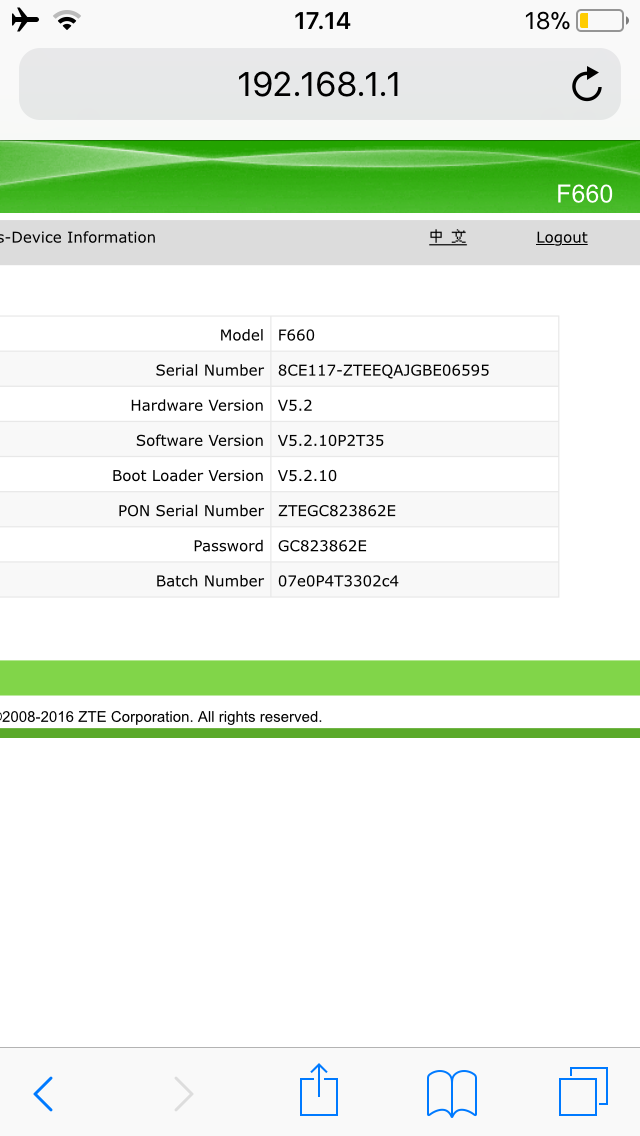 17.14 18%
192.168.1.1
F660
s-Device Information 中 文 Logout
Model F660
Serial Number 8CE117-ZTEEQAJGBE06595
Hardware Version V5.2
Software Version V5.2.10P2T35
Boot Loader Version V5.2.10
PON Serial Number ZTEGC823862E
Password GC823862E
Batch Number 07e0P4T3302c4
©2008-2016 ZTE Corporation. All rights reserved.